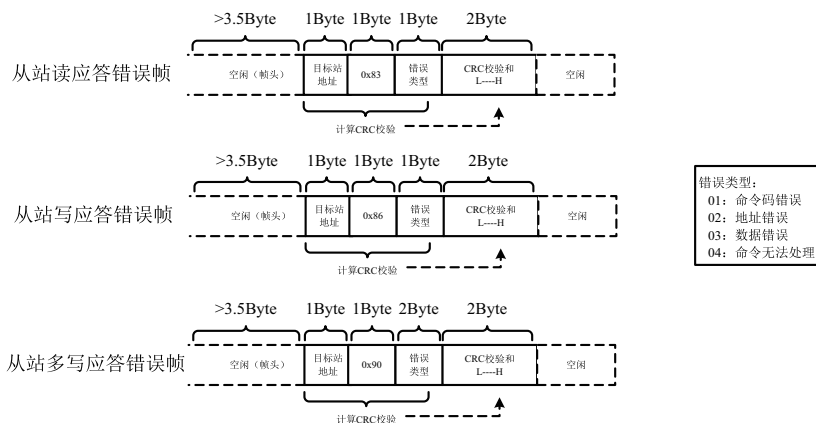 >3.5Byte 1Byte 1Byte 1Byte 2Byte
从站读应答错误帧
空闲（帧头）
目标站
地址
0x83
错误
类型
CRC校验和
L----H
空闲
计算CRC校验
>3.5Byte 1Byte 1Byte 1Byte 2Byte
从站写应答错误帧
空闲（帧头）
目标站
地址
0x86
错误
类型
CRC校验和
L----H
空闲
计算CRC校验
错误类型：
01：命令码错误
02：地址错误
03：数据错误
04：命令无法处理
>3.5Byte 1Byte 1Byte 2Byte 2Byte
从站多写应答错误帧
空闲（帧头）
目标站
地址
0x90
错误
类型
CRC校验和
L----H
空闲
计算CRC校验